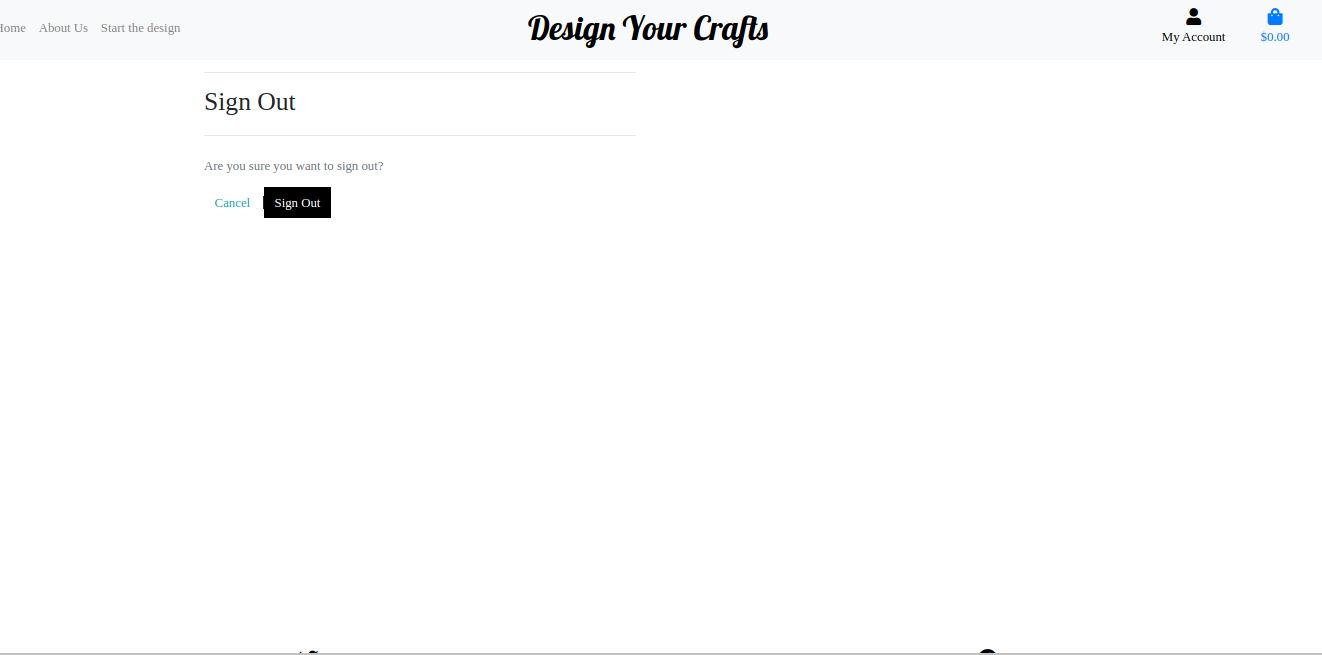 Home About Us Start the design
Design Your Crafts
My Account
$0.00
Sign Out
Are you sure you want to sign out?
Cancel Sign Out